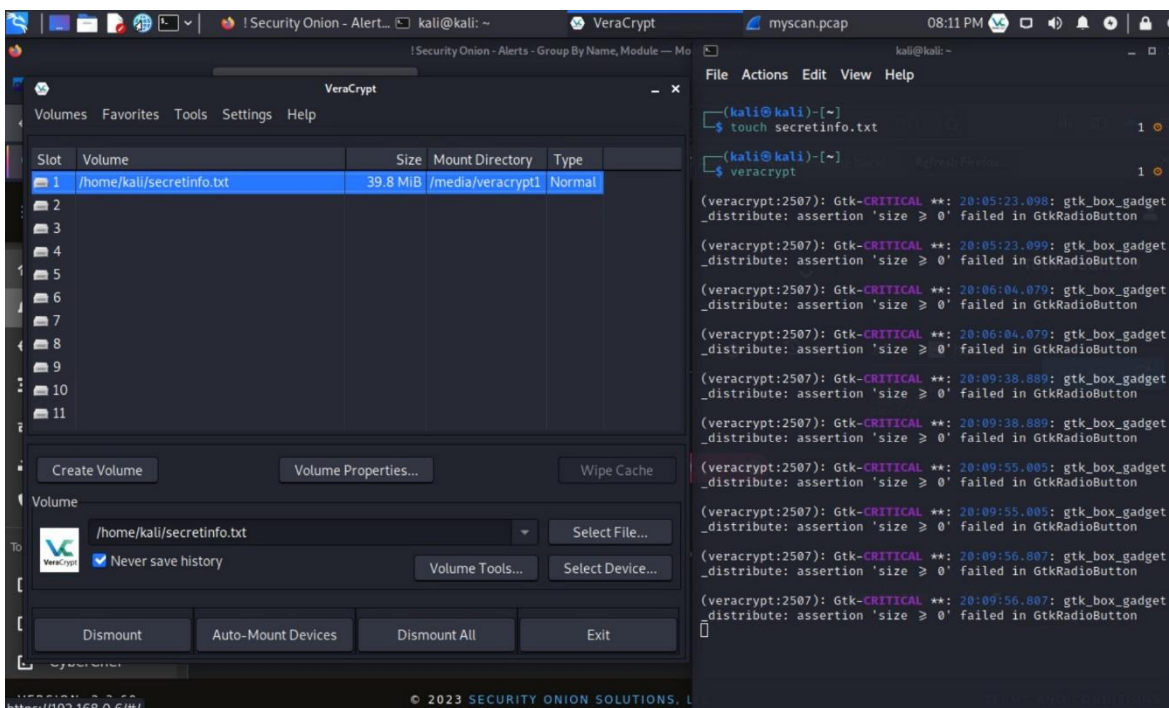 ! Security Onion - Alert...
kali@kali: ~
VeraCrypt
myscan.pcap
08:11 PM
! Security Onion - Alerts - Group By Name, Module — Mo
VeraCrypt
Volumes Favorites Tools Settings Help
Slot Volume Size Mount Directory Type
1 /home/kali/secretinfo.txt 39.8 MiB /media/veracrypt1 Normal
2
3
4
5
6
7
8
9
10
11
Create Volume Volume Properties... Wipe Cache
Volume
/home/kali/secretinfo.txt Select File...
VeraCrypt
Never save history Volume Tools... Select Device...
Dismount Auto-Mount Devices Dismount All Exit
© 2023 SECURITY ONION SOLUTIONS, L
https://192.168.0.6/#/
kali@kali: ~
File Actions Edit View Help
┌──(kali㉿kali)-[~]
└─$ touch secretinfo.txt 1 ⚙
┌──(kali㉿kali)-[~]
└─$ veracrypt 1 ⚙
(veracrypt:2507): Gtk-CRITICAL **: 20:05:23.098: gtk_box_gadget
_distribute: assertion 'size ≥ 0' failed in GtkRadioButton
(veracrypt:2507): Gtk-CRITICAL **: 20:05:23.099: gtk_box_gadget
_distribute: assertion 'size ≥ 0' failed in GtkRadioButton
(veracrypt:2507): Gtk-CRITICAL **: 20:06:04.079: gtk_box_gadget
_distribute: assertion 'size ≥ 0' failed in GtkRadioButton
(veracrypt:2507): Gtk-CRITICAL **: 20:06:04.079: gtk_box_gadget
_distribute: assertion 'size ≥ 0' failed in GtkRadioButton
(veracrypt:2507): Gtk-CRITICAL **: 20:09:38.889: gtk_box_gadget
_distribute: assertion 'size ≥ 0' failed in GtkRadioButton
(veracrypt:2507): Gtk-CRITICAL **: 20:09:38.889: gtk_box_gadget
_distribute: assertion 'size ≥ 0' failed in GtkRadioButton
(veracrypt:2507): Gtk-CRITICAL **: 20:09:55.005: gtk_box_gadget
_distribute: assertion 'size ≥ 0' failed in GtkRadioButton
(veracrypt:2507): Gtk-CRITICAL **: 20:09:55.005: gtk_box_gadget
_distribute: assertion 'size ≥ 0' failed in GtkRadioButton
(veracrypt:2507): Gtk-CRITICAL **: 20:09:56.807: gtk_box_gadget
_distribute: assertion 'size ≥ 0' failed in GtkRadioButton
(veracrypt:2507): Gtk-CRITICAL **: 20:09:56.807: gtk_box_gadget
_distribute: assertion 'size ≥ 0' failed in GtkRadioButton